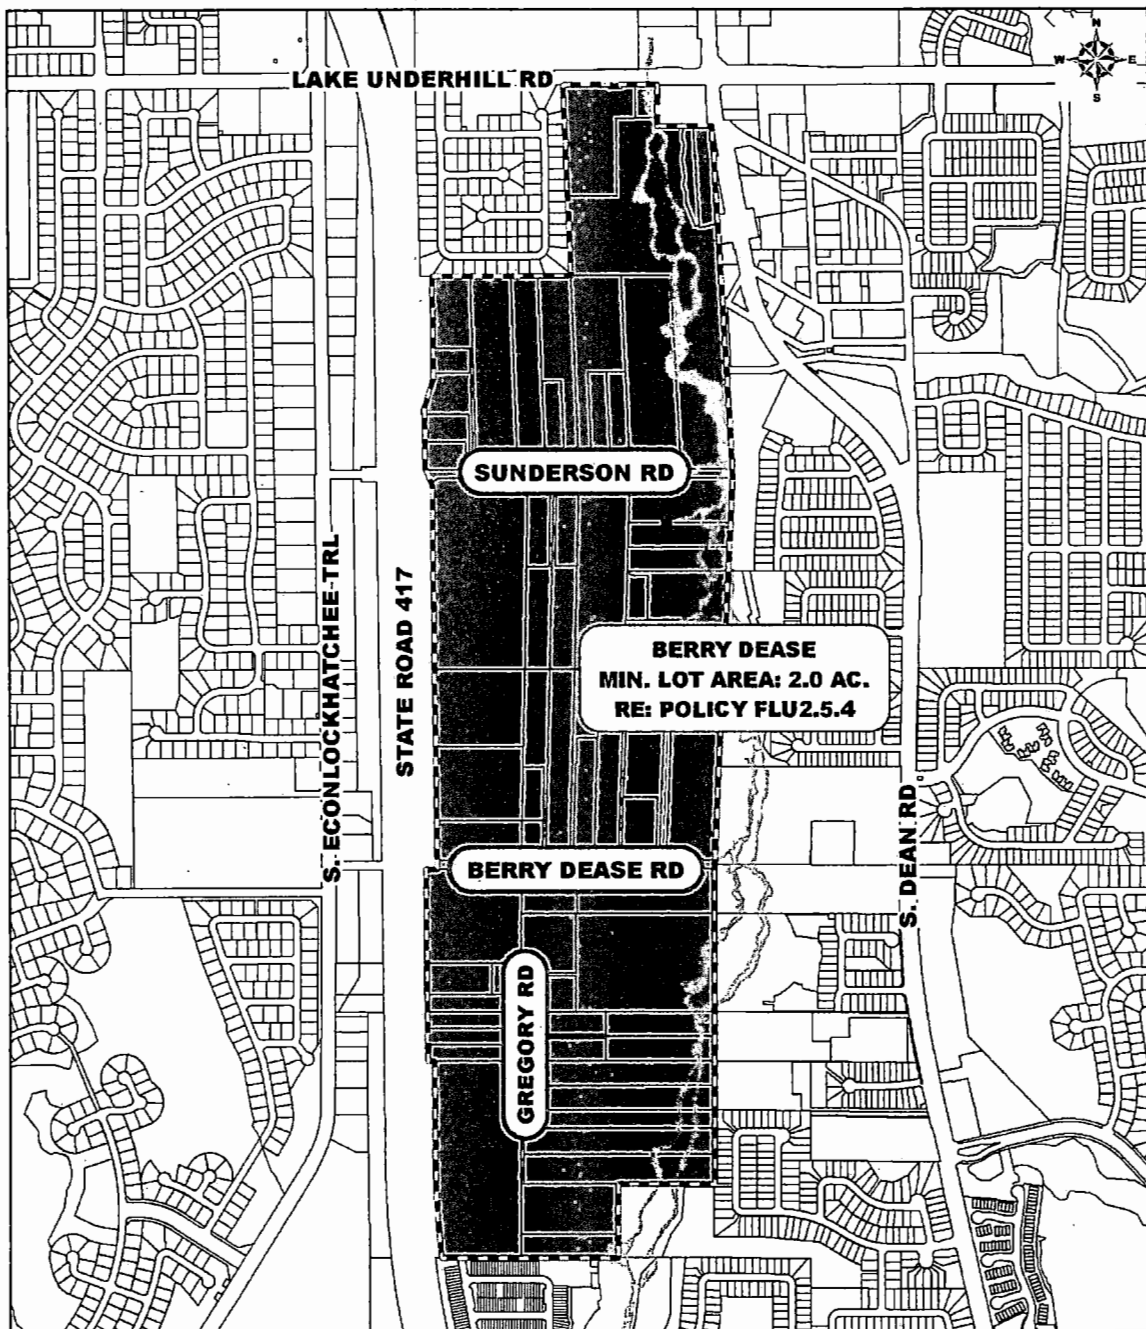 N
W E
S
LAKE UNDERHILL RD
SUNDERSON RD
S. ECONLOCKHATCHEE TRL
STATE ROAD 417
BERRY DEASE
MIN. LOT AREA: 2.0 AC.
RE: POLICY FLU2.5.4
S. DEAN RD
BERRY DEASE RD
GREGORY RD